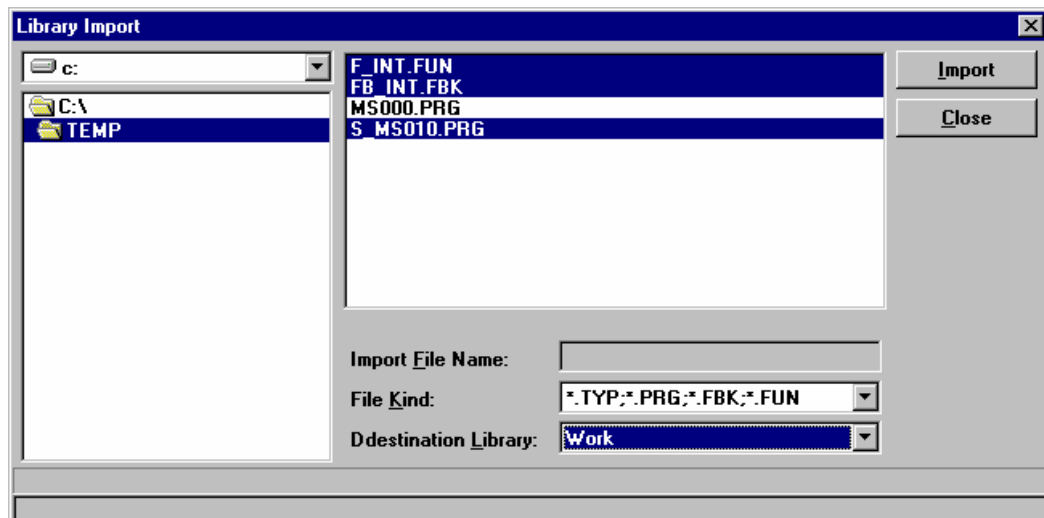 Library Import
c:
C:\
TEMP
F_INT.FUN
FB_INT.FBK
MS000.PRG
S_MS010.PRG
Import
Close
Import File Name:
File Kind:
*.TYP;*.PRG;*.FBK;*.FUN
Ddestination Library:
Work